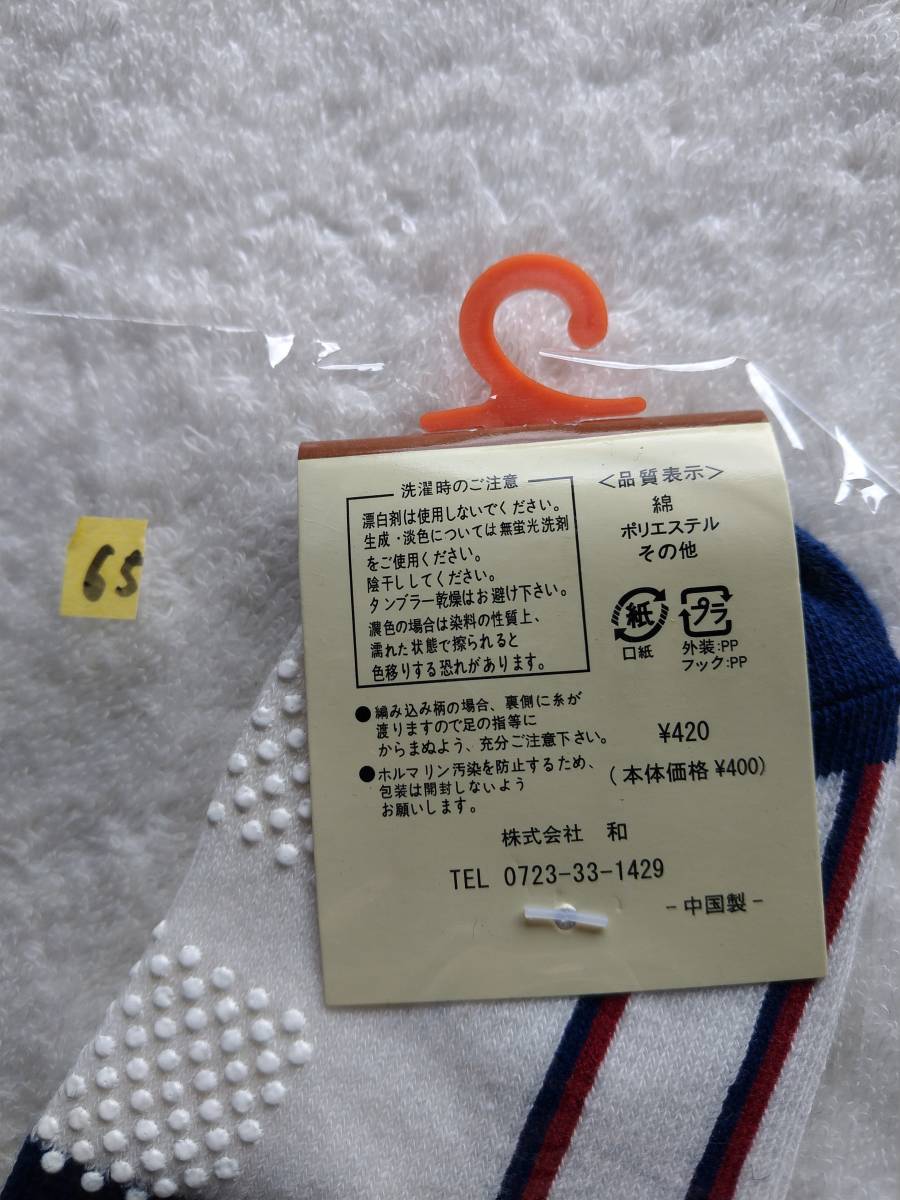 65
洗濯時のご注意
漂白剤は使用しないでください。
生成・淡色については無蛍光洗剤
をご使用ください。
陰干ししてください。
タンブラー乾燥はお避け下さい。
濃色の場合は染料の性質上、
濡れた状態で擦られると
色移りする恐れがあります。
●編み込み柄の場合、裏側に糸が
渡りますので足の指等に
からまぬよう、充分ご注意下さい。
●ホルマリン汚染を防止するため、
包装は開封しないよう
お願いします。
＜品質表示＞
綿
ポリエステル
その他
紙
口紙
プラ
外装:PP
フック:PP
¥420
(本体価格¥400)
株式会社 和
TEL 0723-33-1429
-中国製-